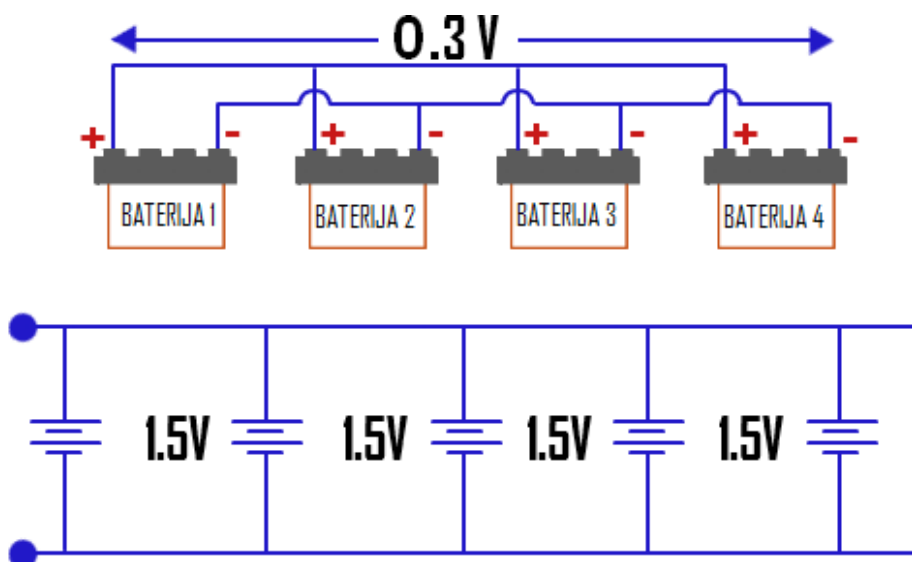 0.3 V
+ - + - + - + -
BATERIJA 1 BATERIJA 2 BATERIJA 3 BATERIJA 4
1.5V 1.5V 1.5V 1.5V